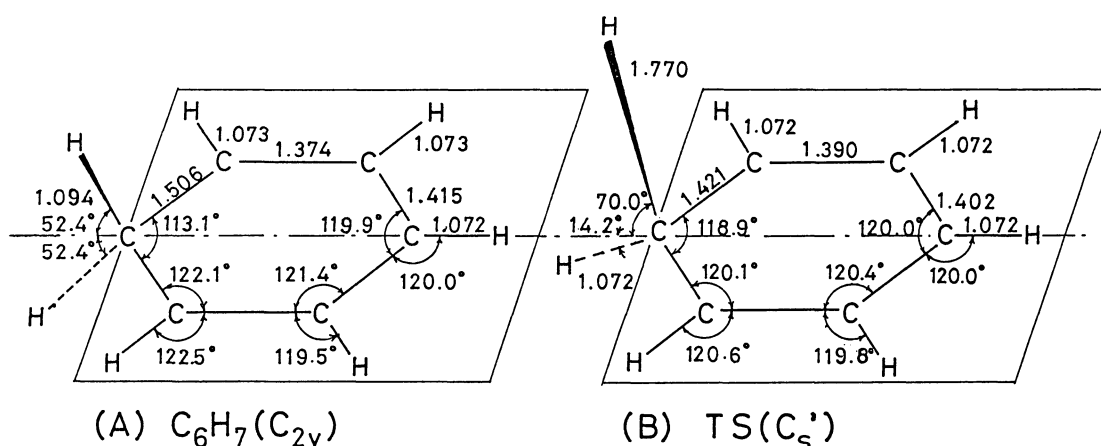 H
1.770
H
1.073
1.374
H
1.073
H
1.094
1.506
52.4°
52.4°
113.1°
C
C
C
1.415
119.9°
C
1.072
H
120.0°
122.1°
121.4°
C
C
H
H
122.5°
119.5°
H
H
1.072
1.390
H
1.072
70.0°
1.421
14.2°
118.9°
C
C
C
1.402
120.0°
C
1.072
H
120.0°
H
1.072
120.1°
120.4°
C
C
H
H
120.6°
119.8°
(A) C6H7(C2v)
(B) TS(Cs')